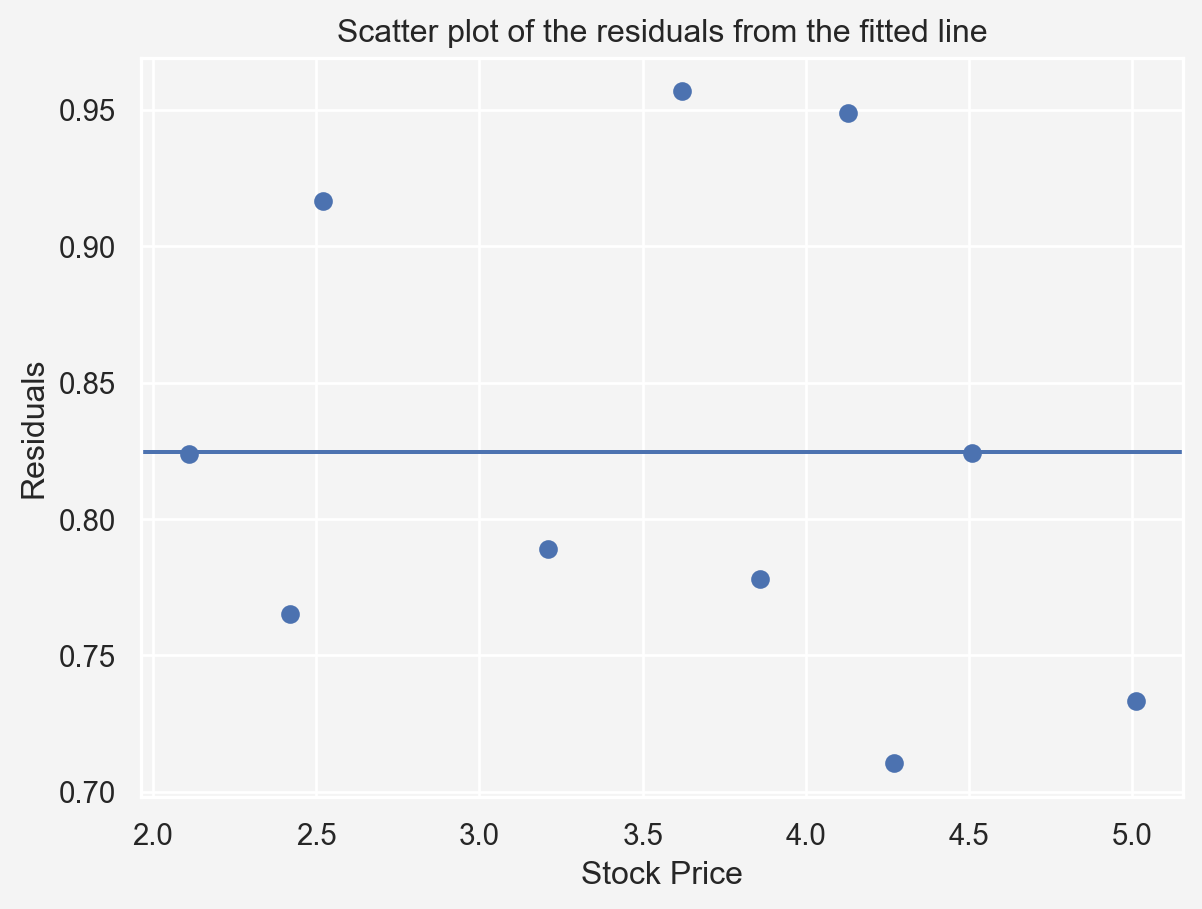 Scatter plot of the residuals from the fitted line
0.95
0.90
0.85
0.80
0.75
0.70
Residuals
2.0 2.5 3.0 3.5 4.0 4.5 5.0
Stock Price